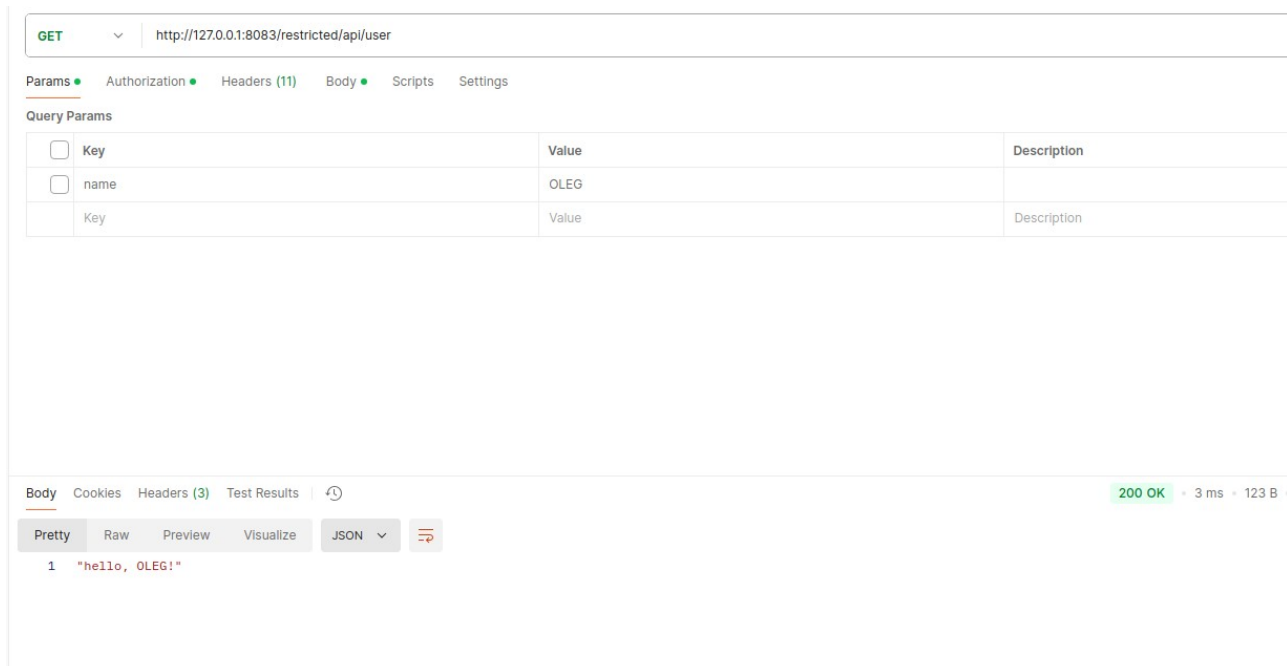 GET http://127.0.0.1:8083/restricted/api/user
Params Authorization Headers (11) Body Scripts Settings
Query Params
Key Value Description
name OLEG
Key Value Description
Body Cookies Headers (3) Test Results 200 OK 3 ms 123 B
Pretty Raw Preview Visualize JSON
1 "hello, OLEG!"